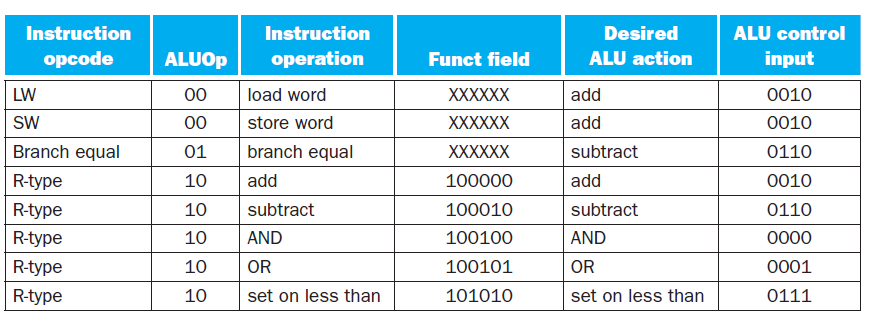 Instruction opcode ALUOp Instruction operation Funct field Desired ALU action ALU control input
LW 00 load word XXXXXX add 0010
SW 00 store word XXXXXX add 0010
Branch equal 01 branch equal XXXXXX subtract 0110
R-type 10 add 100000 add 0010
R-type 10 subtract 100010 subtract 0110
R-type 10 AND 100100 AND 0000
R-type 10 OR 100101 OR 0001
R-type 10 set on less than 101010 set on less than 0111